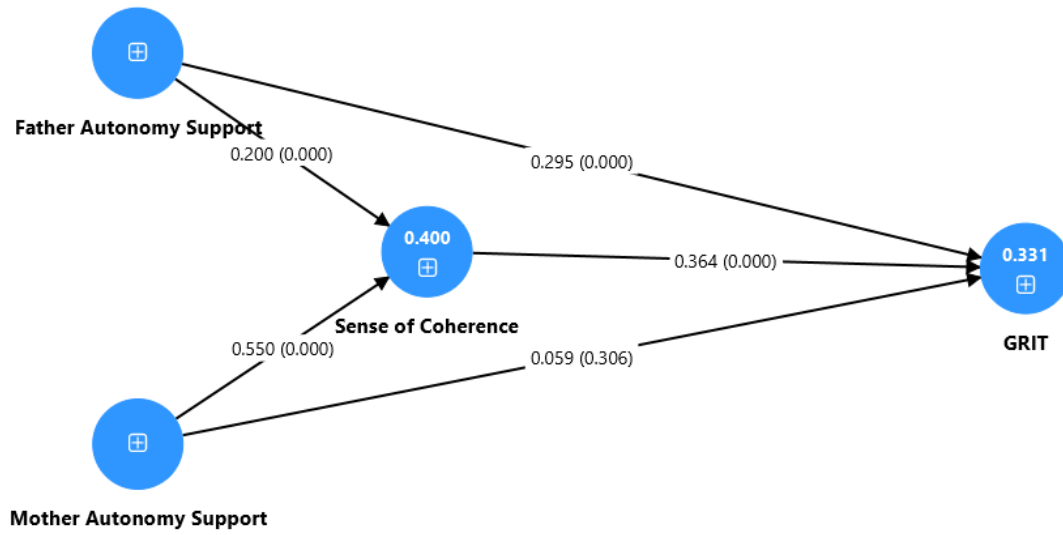 Father Autonomy Support
0.200 (0.000)
0.295 (0.000)
0.400
Sense of Coherence
0.364 (0.000)
0.331
GRIT
0.550 (0.000)
0.059 (0.306)
Mother Autonomy Support